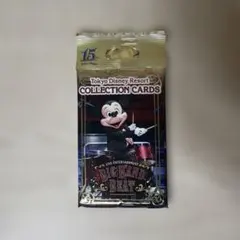 15
Tokyo Disney Resort
COLLECTION CARDS
BIG BAND
BEAT